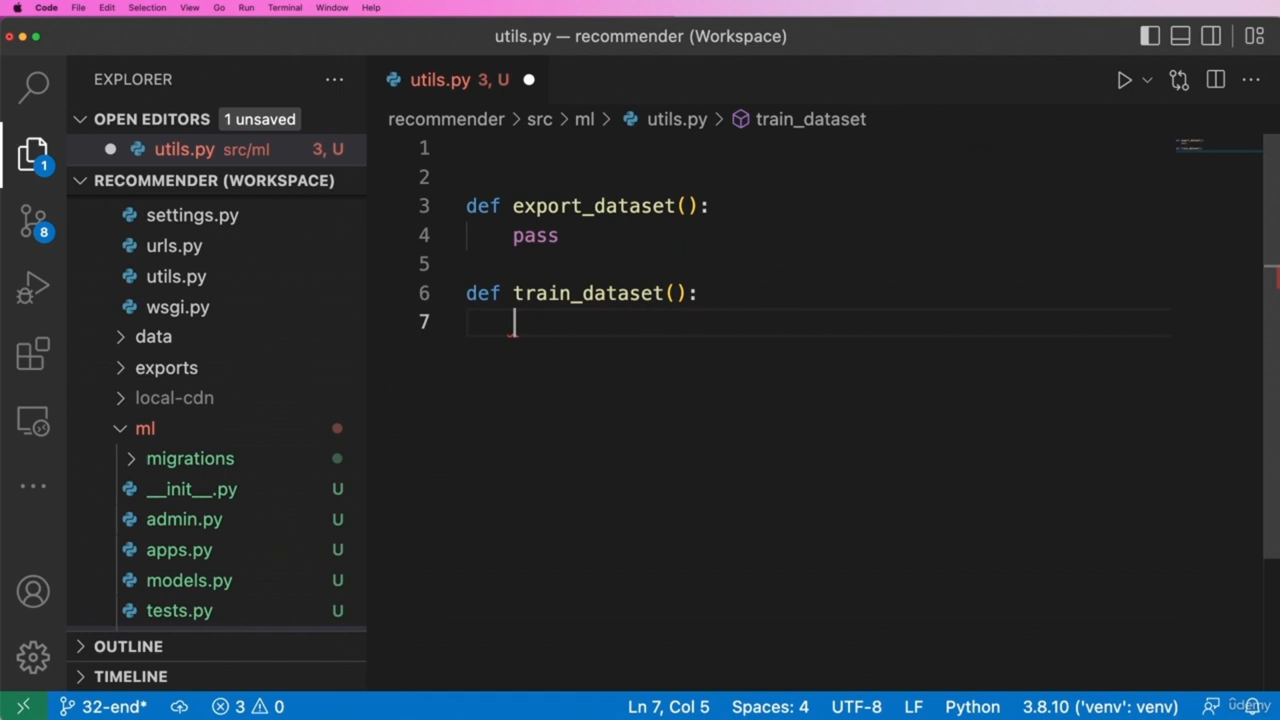 Code File Edit Selection View Go Run Terminal Window Help
utils.py — recommender (Workspace)
EXPLORER
utils.py 3, U
OPEN EDITORS 1 unsaved
utils.py src/ml 3, U
RECOMMENDER (WORKSPACE)
settings.py
urls.py
utils.py
wsgi.py
data
exports
local-cdn
ml
migrations
__init__.py U
admin.py U
apps.py U
models.py U
tests.py U
OUTLINE
TIMELINE
1
8
recommender > src > ml > utils.py > train_dataset
1
2
3 def export_dataset():
4 pass
5
6 def train_dataset():
7
32-end* 3 0 Ln 7, Col 5 Spaces: 4 UTF-8 LF Python 3.8.10 ('venv': venv)
udemy